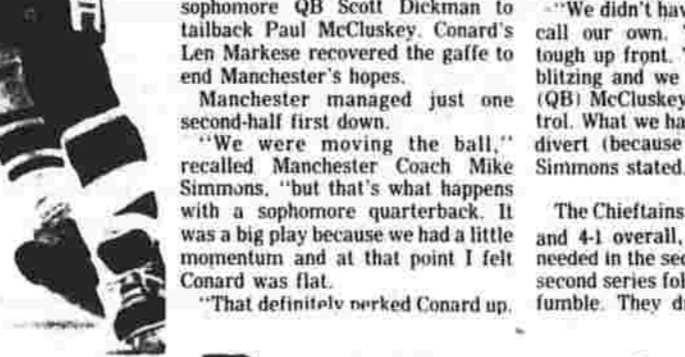 sophomore QB Scott Dickman to
tailback Paul McCluskey. Conard's
Len Markese recovered the gaffe to
end Manchester's hopes.
Manchester managed just one
second-half first down.
"We were moving the ball,"
recalled Manchester Coach Mike
Simmons, "but that's what happens
with a sophomore quarterback. It
was a big play because we had a little
momentum and at that point I felt
Conard was flat.
"That definitely perked Conard up.
"We didn't hav
call our own.
tough up front.
blitzing and we
(QB) McCluskey
trol. What we ha
divert (because
Simmons stated.
The Chieftains
and 4-1 overall,
needed in the sec
second series fol
fumble. They d